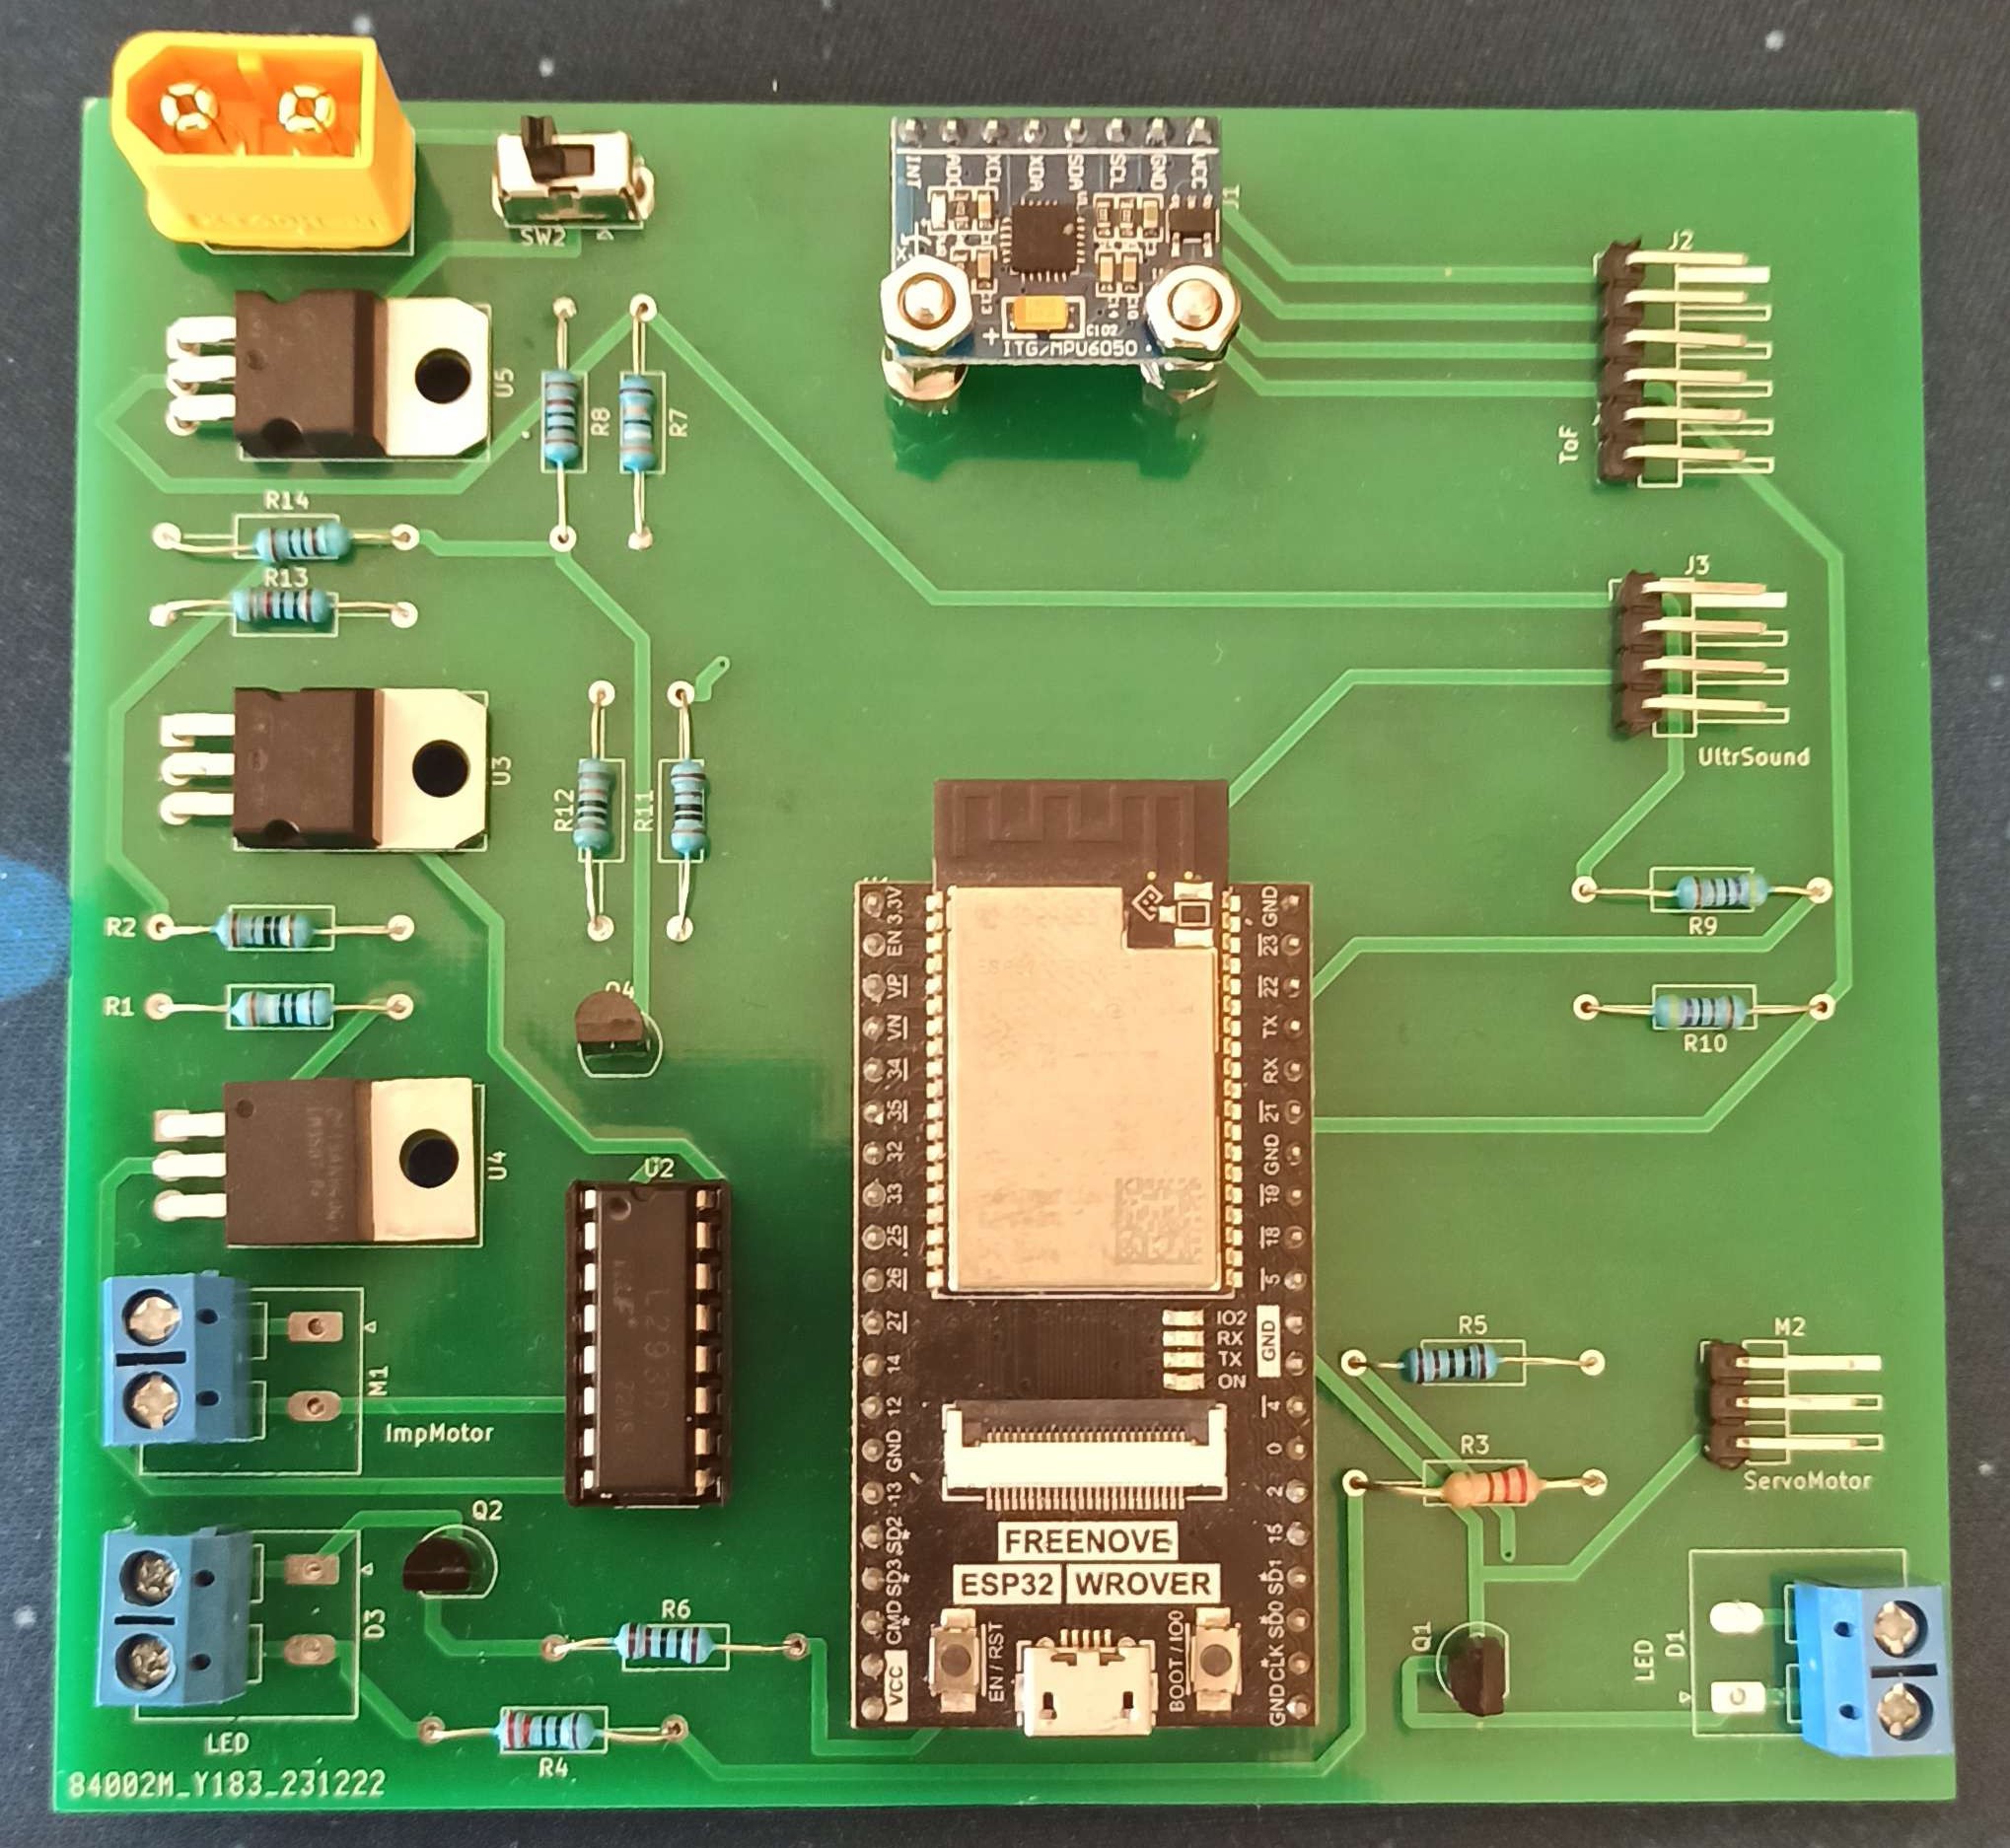 SW2
INT
ADO
XCL
XDA
SDA
SCL
GND
VCC
J1
C102
ITG/MPU6050
J2
ToF
U5
R8
R7
R14
R13
J3
UltrSound
U3
R12
R11
R2
R1
R9
R10
Q4
U4
U2
L293D
M1
ImpMotor
3.3V
EN
VP
VN
34
35
32
33
25
26
27
14
12
GND
13
SD2
SD3
CMD
VCC
GND
23
22
TX
RX
21
GND
19
18
5
GND
4
0
2
15
SD1
SD0
CLK
GND
IO2
RX
TX
ON
FREENOVE
ESP32 WROVER
EN / RST
BOOT / IO0
R5
R3
M2
ServoMotor
Q2
D3
LED
R6
R4
Q1
LED
D1
84002M_Y183_231222